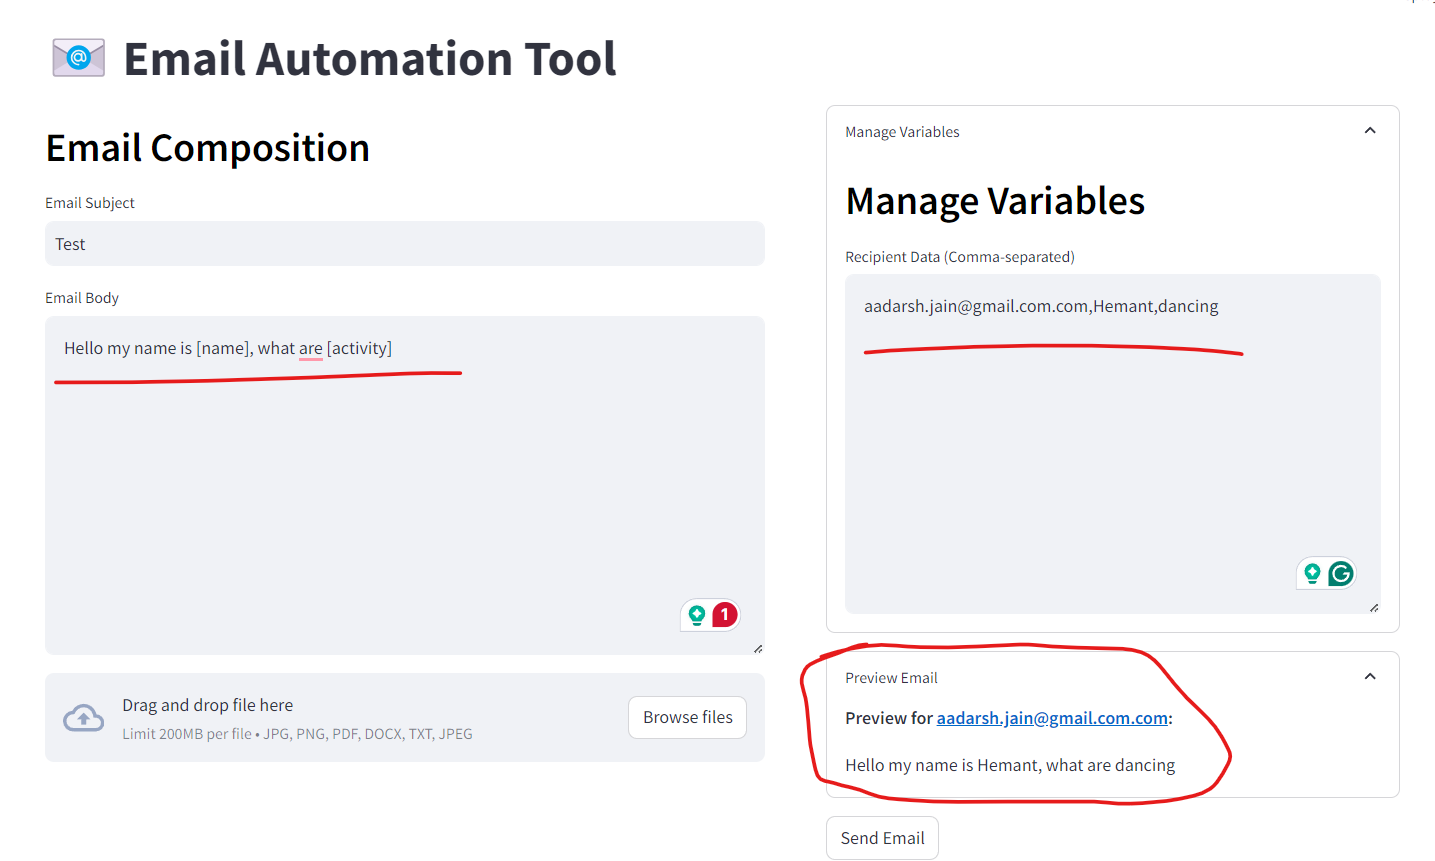 Email Automation Tool
Email Composition
Email Subject
Test
Email Body
Hello my name is [name], what are [activity]
1
Drag and drop file here
Limit 200MB per file • JPG, PNG, PDF, DOCX, TXT, JPEG
Browse files
Manage Variables
Manage Variables
Recipient Data (Comma-separated)
aadarsh.jain@gmail.com.com,Hemant,dancing
G
Preview Email
Preview for aadarsh.jain@gmail.com.com:
Hello my name is Hemant, what are dancing
Send Email